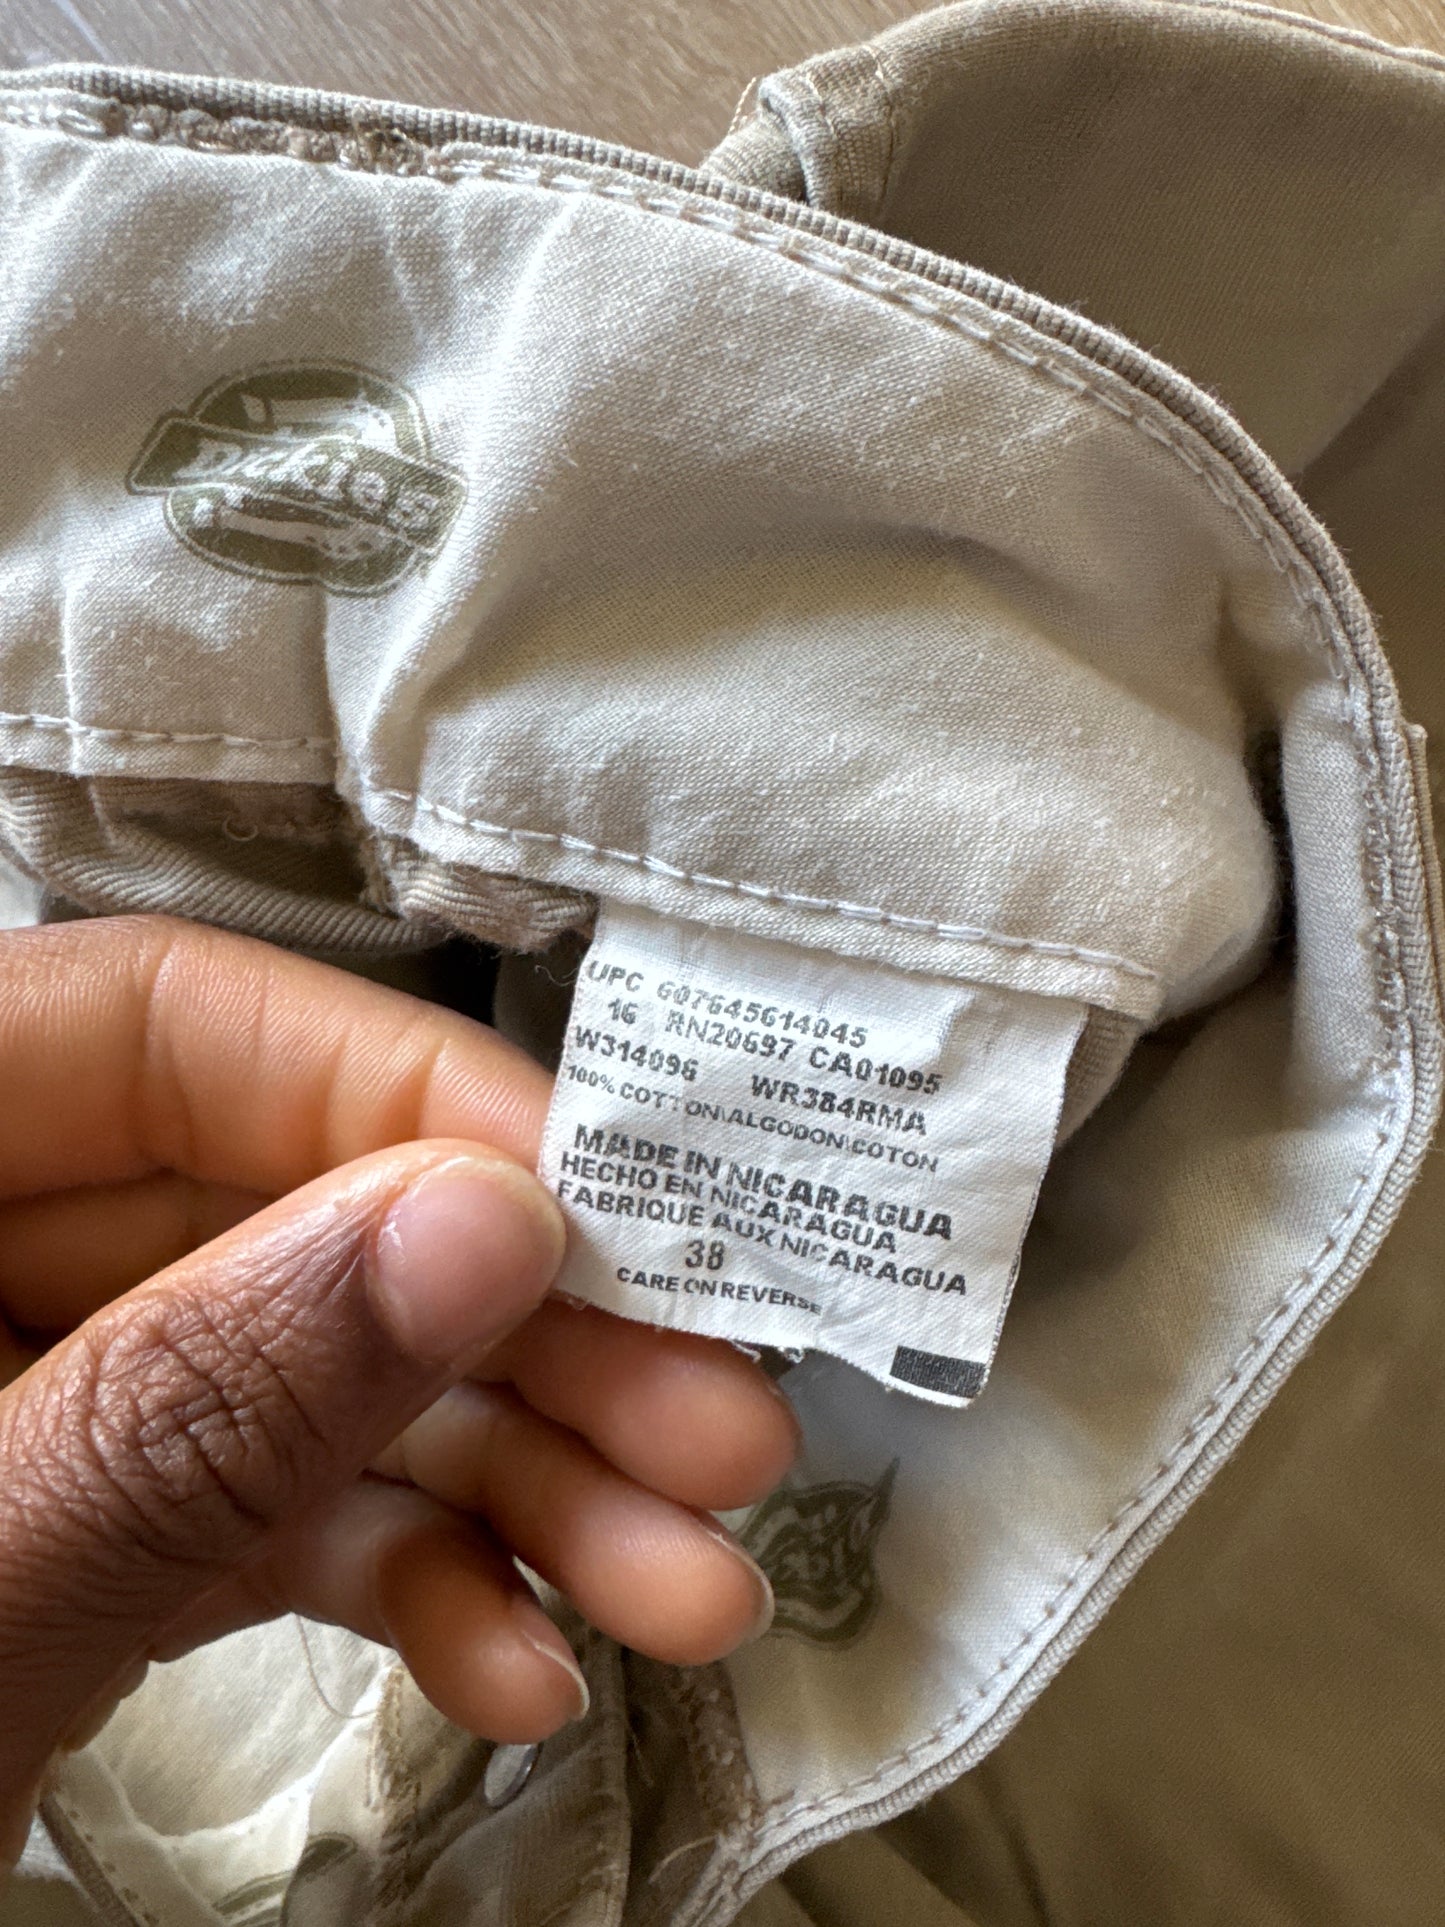 Dickies
UPC 607645614045
16 RN20697 CA01095
W314096 WR384RMA
100% COTTON\ALGODON\COTON
MADE IN NICARAGUA
HECHO EN NICARAGUA
FABRIQUE AUX NICARAGUA
38
CARE ON REVERSE